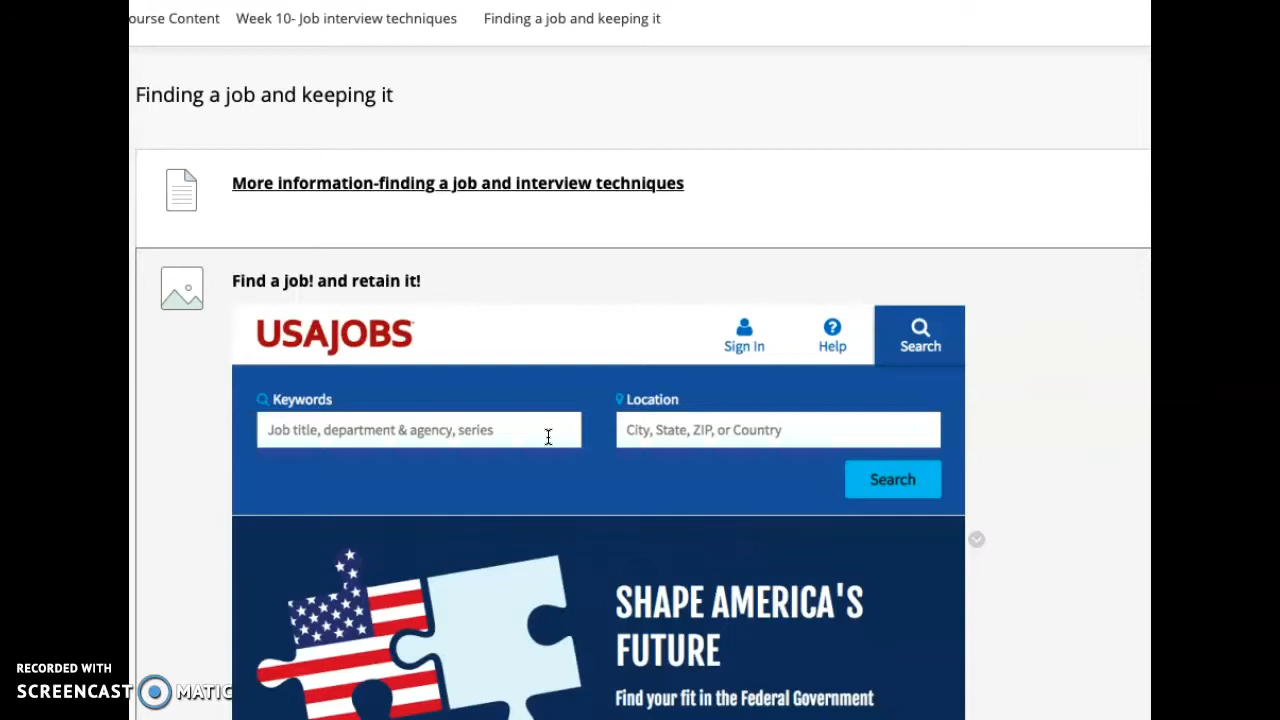 ourse Content Week 10- Job interview techniques Finding a job and keeping it
Finding a job and keeping it
More information-finding a job and interview techniques
Find a job! and retain it!
USAJOBS
Sign In Help Search
Keywords Location
Job title, department & agency, series City, State, ZIP, or Country
Search
SHAPE AMERICA'S
FUTURE
Find your fit in the Federal Government
RECORDED WITH
SCREENCAST MATIC